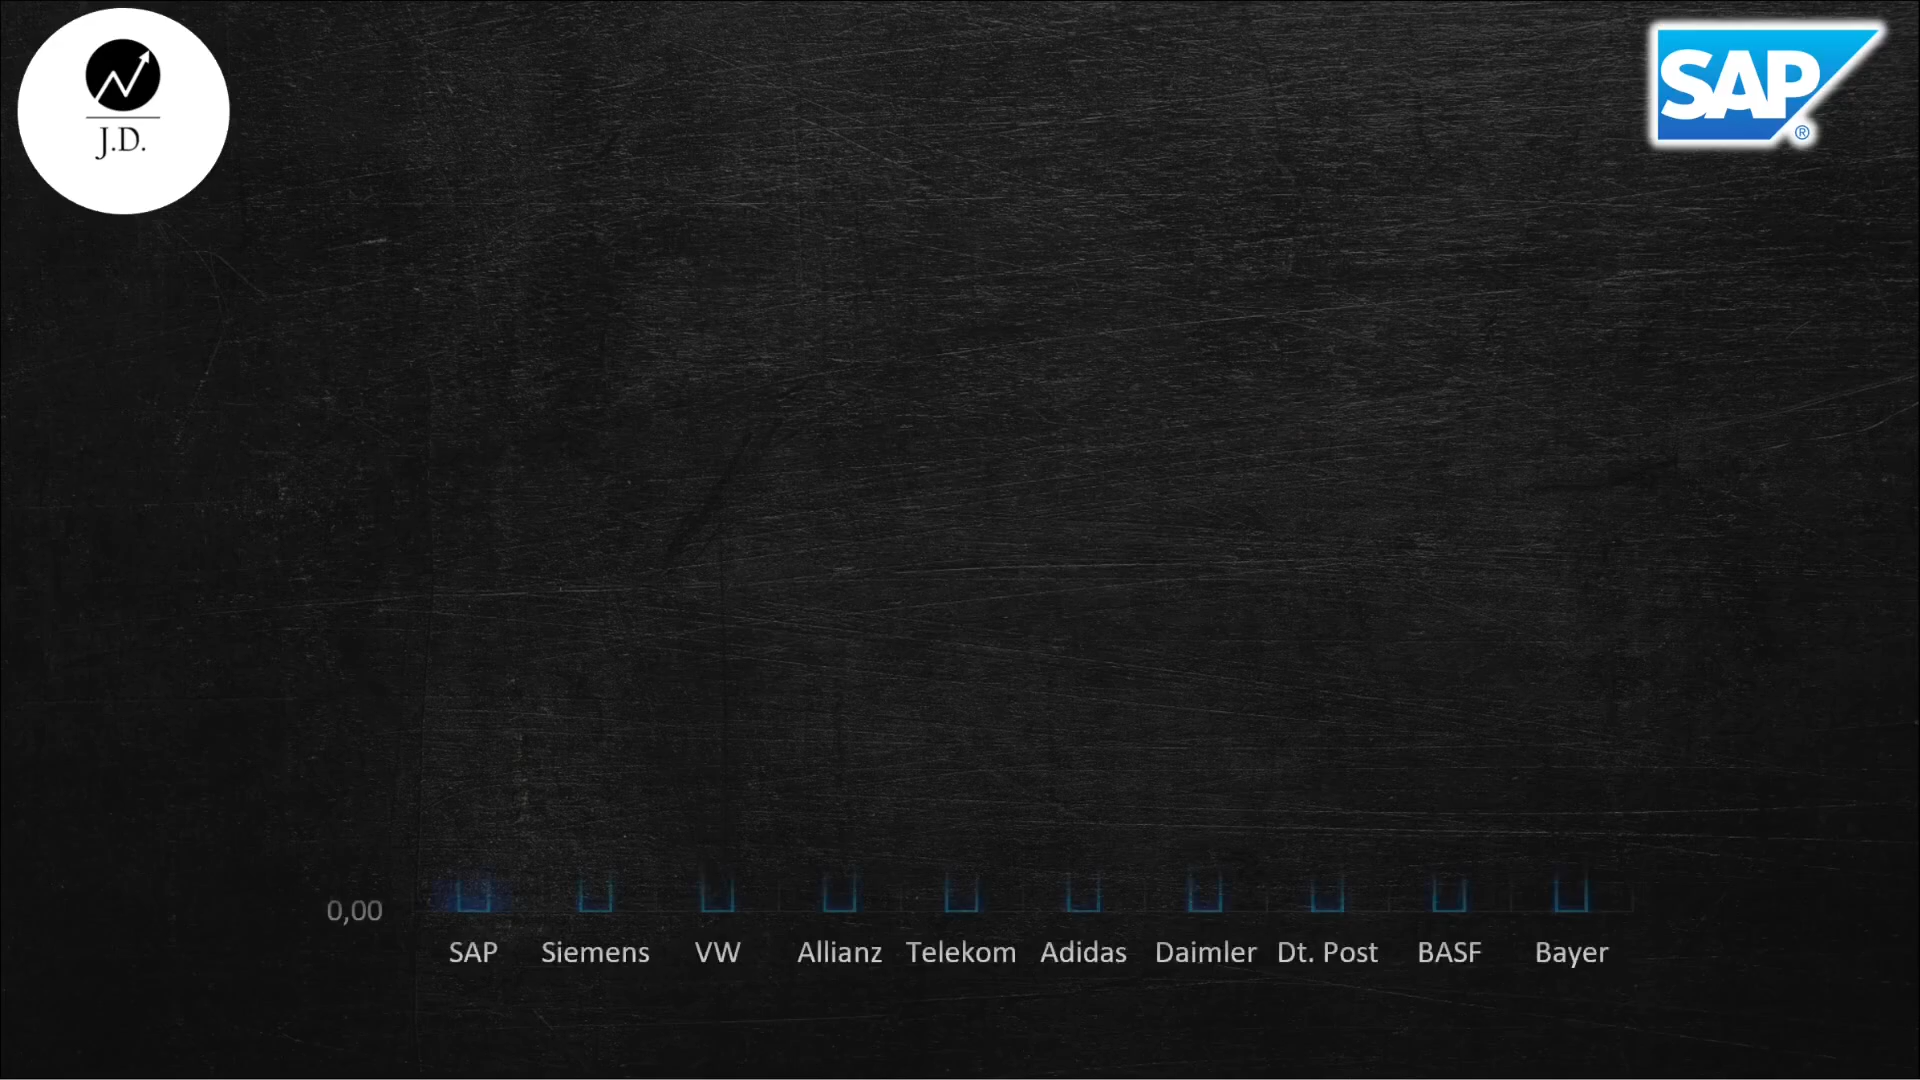 J.D.
SAP
®
0,00
SAP Siemens VW Allianz Telekom Adidas Daimler Dt. Post BASF Bayer